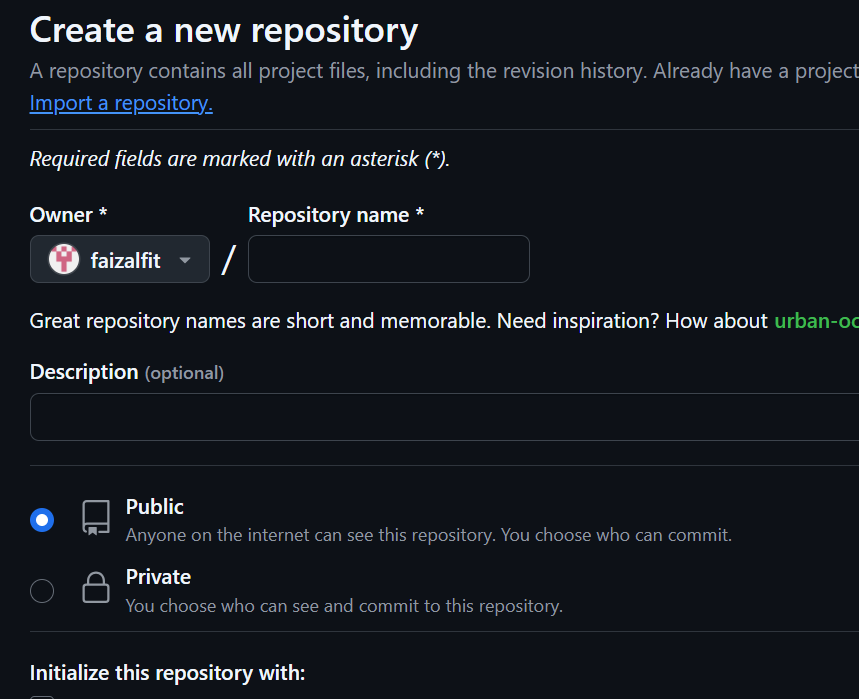 Create a new repository
A repository contains all project files, including the revision history. Already have a project
Import a repository.
Required fields are marked with an asterisk (*).
Owner * Repository name *
faizalfit /
Great repository names are short and memorable. Need inspiration? How about
Description (optional)
Public
Anyone on the internet can see this repository. You choose who can commit.
Private
You choose who can see and commit to this repository.
Initialize this repository with: